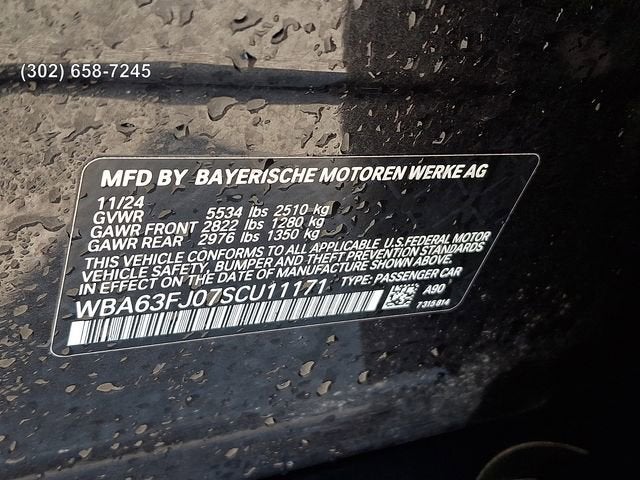 (302) 658-7245
MFD BY BAYERISCHE MOTOREN WERKE AG
11/24
GVWR 5534 lbs 2510 kg
GAWR FRONT 2822 lbs 1280 kg
GAWR REAR 2976 lbs 1350 kg
THIS VEHICLE CONFORMS TO ALL APPLICABLE U.S. FEDERAL MOTOR
VEHICLE SAFETY, BUMPER AND THEFT PREVENTION STANDARDS
IN EFFECT ON THE DATE OF MANUFACTURE SHOWN ABOVE.
WBA63FJ07SCU11171 TYPE: PASSENGER CAR
A90
7315814